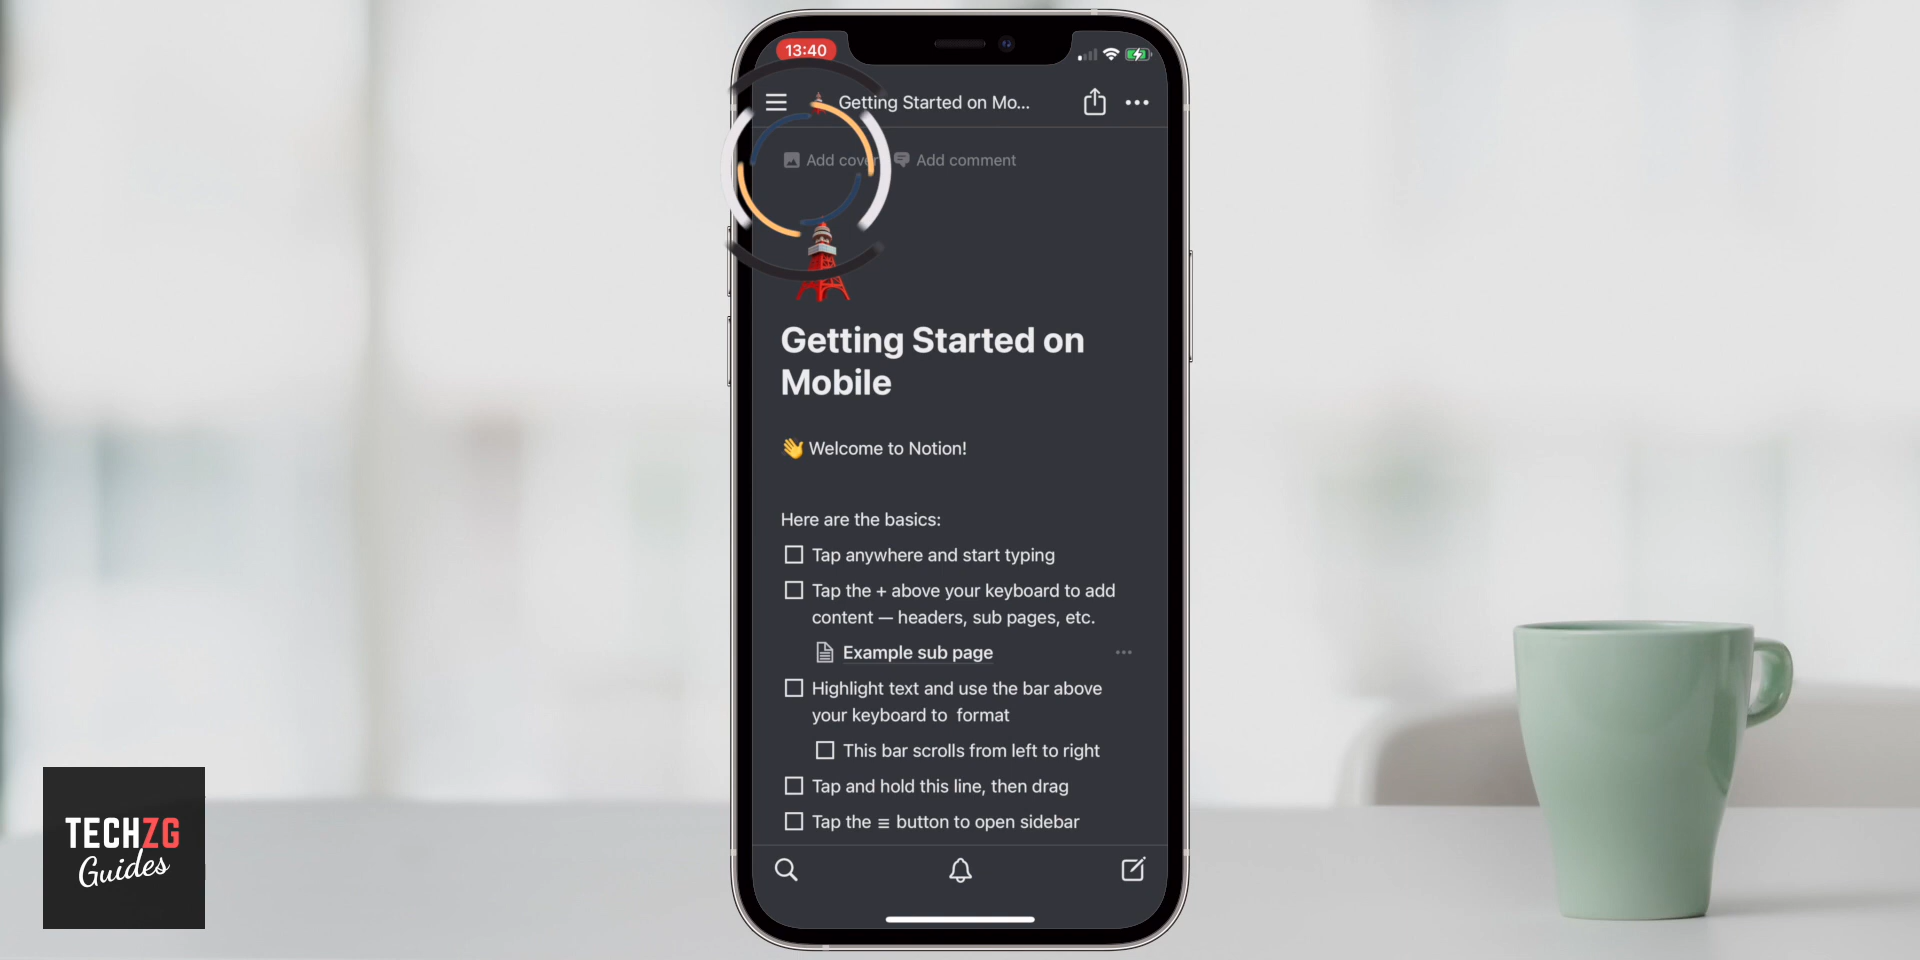 13:40
Getting Started on Mo...
Add cover
Add comment
Getting Started on
Mobile
👋 Welcome to Notion!
Here are the basics:
Tap anywhere and start typing
Tap the + above your keyboard to add
content — headers, sub pages, etc.
Example sub page
Highlight text and use the bar above
your keyboard to  format
This bar scrolls from left to right
Tap and hold this line, then drag
Tap the ≡ button to open sidebar
TECHZG
Guides